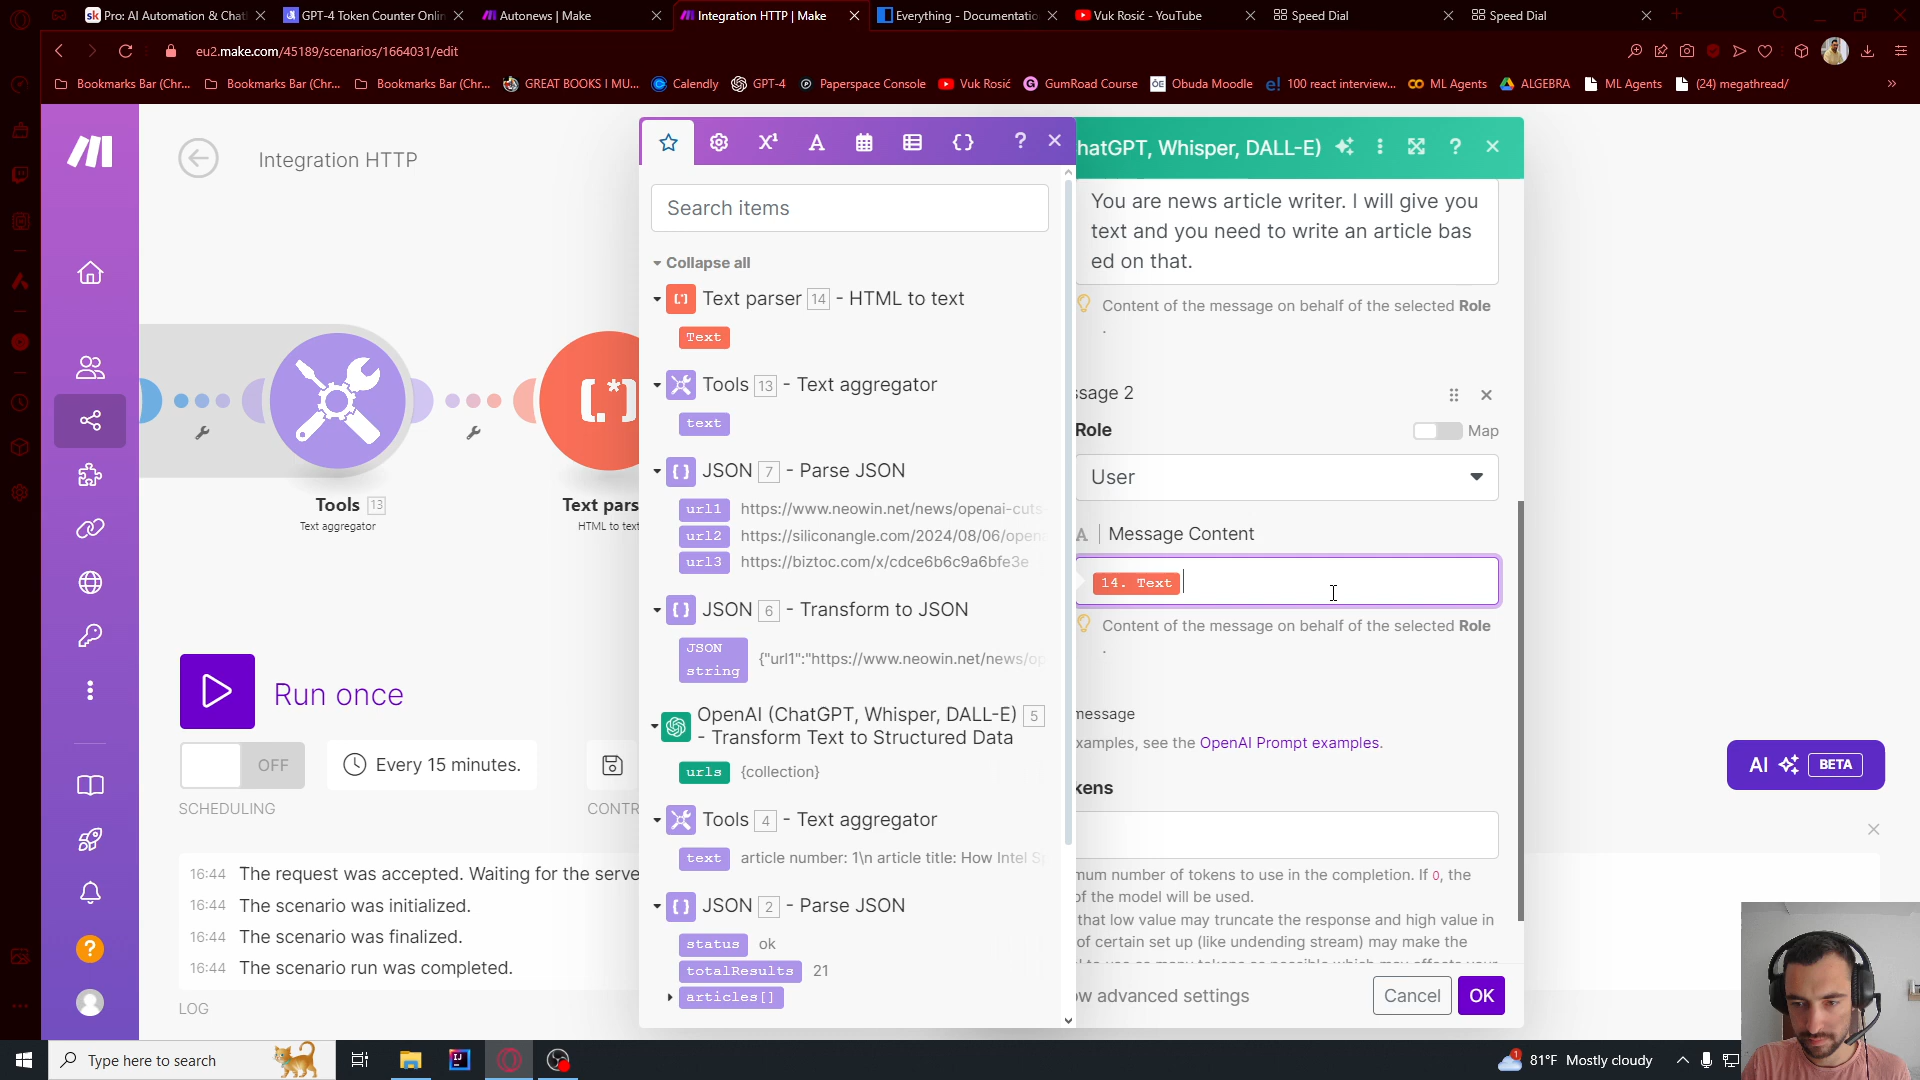 Pro: AI Automation & Chat
GPT-4 Token Counter Onlin
Autonews | Make
Integration HTTP | Make
Everything - Documentatio
Vuk Rosić - YouTube
Speed Dial
Speed Dial
eu2.make.com/45189/scenarios/1664031/edit
Bookmarks Bar (Chr...
Bookmarks Bar (Chr...
Bookmarks Bar (Chr...
GREAT BOOKS I MU...
Calendly
GPT-4
Paperspace Console
Vuk Rosić
GumRoad Course
Obuda Moodle
100 react interview...
ML Agents
ALGEBRA
ML Agents
(24) megathread/
Integration HTTP
hatGPT, Whisper, DALL-E)
Search items
Collapse all
Text parser 14 - HTML to text
Text
Tools 13 - Text aggregator
text
JSON 7 - Parse JSON
url1 https://www.neowin.net/news/openai-cuts-
url2 https://siliconangle.com/2024/08/06/open
url3 https://biztoc.com/x/cdce6b6c9a6bfe3e
JSON 6 - Transform to JSON
JSON string {"url1":"https://www.neowin.net/news/op
OpenAI (ChatGPT, Whisper, DALL-E) 5
- Transform Text to Structured Data
urls {collection}
Tools 4 - Text aggregator
text article number: 1\n article title: How Intel S
JSON 2 - Parse JSON
status ok
totalResults 21
articles[]
You are news article writer. I will give you
text and you need to write an article bas
ed on that.
Content of the message on behalf of the selected Role
.
ssage 2
Role
Map
User
A | Message Content
14. Text
Content of the message on behalf of the selected Role
.
message
xamples, see the OpenAI Prompt examples.
kens
mum number of tokens to use in the completion. If 0, the
of the model will be used.
that low value may truncate the response and high value in
of certain set up (like undending stream) may make the
ow advanced settings
Cancel
OK
Tools 13
Text aggregator
Text pars
HTML to text
Run once
OFF
Every 15 minutes.
SCHEDULING
CONTR
16:44 The request was accepted. Waiting for the serve
16:44 The scenario was initialized.
16:44 The scenario was finalized.
16:44 The scenario run was completed.
LOG
AI BETA
Type here to search
81°F Mostly cloudy